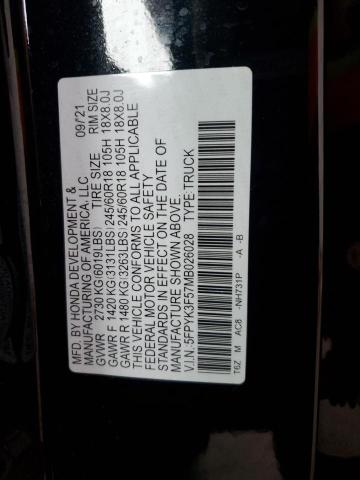 MFD. BY HONDA DEVELOPMENT & 09/21
MANUFACTURING OF AMERICA, LLC
GVWR 2730 KG(6019LBS) TIRE SIZE RIM SIZE
GAWR F 1420 KG(3131LBS) 245/60R18 105H 18X8.0J
GAWR R 1480 KG(3263LBS) 245/60R18 105H 18X8.0J
THIS VEHICLE CONFORMS TO ALL APPLICABLE
FEDERAL MOTOR VEHICLE SAFETY
STANDARDS IN EFFECT ON THE DATE OF
MANUFACTURE SHOWN ABOVE.
V.I.N.:5FPYK3F57MB026028 TYPE:TRUCK
T6Z M AC8 -NH731P -A -B